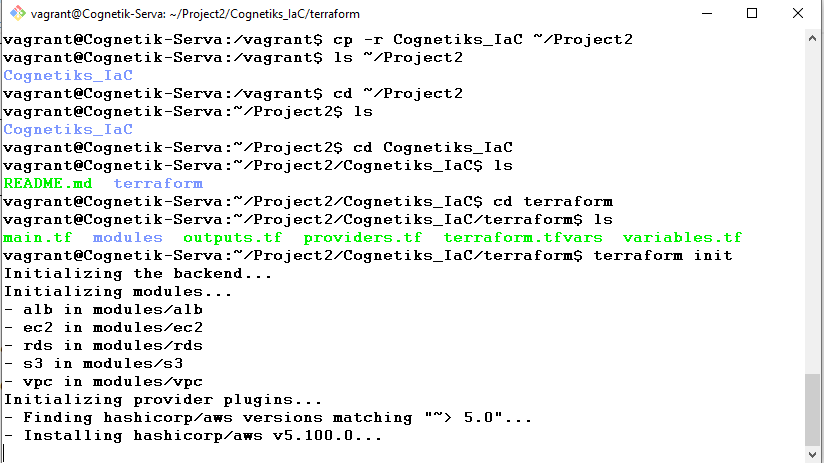 vagrant@Cognetik-Serva: ~/Project2/Cognetiks_IaC/terraform
vagrant@Cognetik-Serva:/vagrant$ cp -r Cognetiks_IaC ~/Project2
vagrant@Cognetik-Serva:/vagrant$ ls ~/Project2
Cognetiks_IaC
vagrant@Cognetik-Serva:/vagrant$ cd ~/Project2
vagrant@Cognetik-Serva:~/Project2$ ls
Cognetiks_IaC
vagrant@Cognetik-Serva:~/Project2$ cd Cognetiks_IaC
vagrant@Cognetik-Serva:~/Project2/Cognetiks_IaC$ ls
README.md  terraform
vagrant@Cognetik-Serva:~/Project2/Cognetiks_IaC$ cd terraform
vagrant@Cognetik-Serva:~/Project2/Cognetiks_IaC/terraform$ ls
main.tf  modules  outputs.tf  providers.tf  terraform.tfvars  variables.tf
vagrant@Cognetik-Serva:~/Project2/Cognetiks_IaC/terraform$ terraform init
Initializing the backend...
Initializing modules...
- alb in modules/alb
- ec2 in modules/ec2
- rds in modules/rds
- s3 in modules/s3
- vpc in modules/vpc
Initializing provider plugins...
- Finding hashicorp/aws versions matching "~> 5.0"...
- Installing hashicorp/aws v5.100.0...